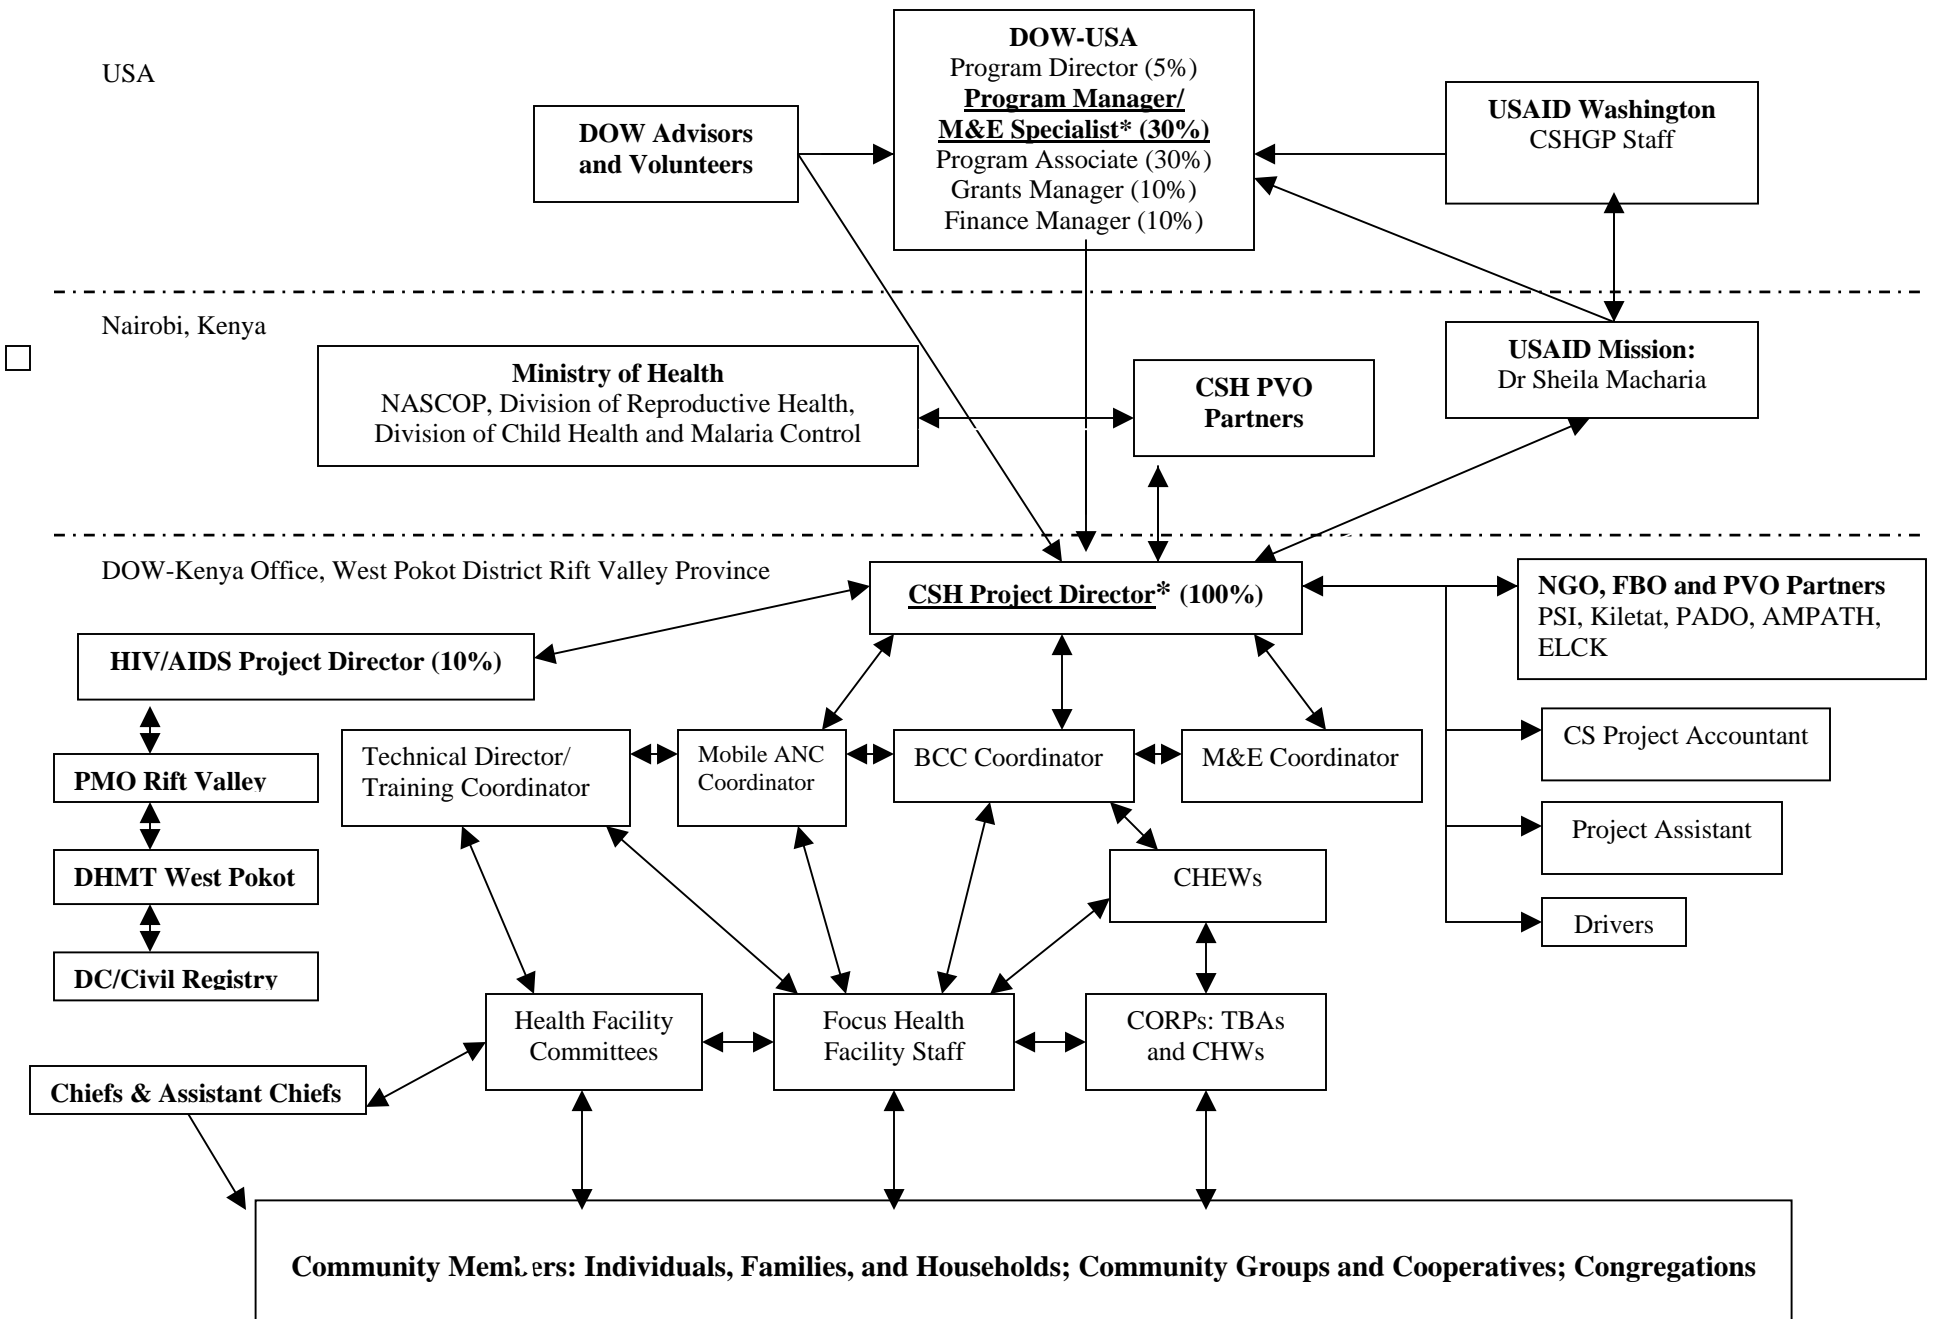 USA
DOW-USA
Program Director (5%)
Program Manager/
M&E Specialist* (30%)
Program Associate (30%)
Grants Manager (10%)
Finance Manager (10%)
DOW Advisors
and Volunteers
USAID Washington
CSHGP Staff
Nairobi, Kenya
Ministry of Health
NASCOP, Division of Reproductive Health,
Division of Child Health and Malaria Control
CSH PVO
Partners
USAID Mission:
Dr Sheila Macharia
DOW-Kenya Office, West Pokot District Rift Valley Province
CSH Project Director* (100%)
NGO, FBO and PVO Partners
PSI, Kiletat, PADO, AMPATH,
ELCK
HIV/AIDS Project Director (10%)
PMO Rift Valley
DHMT West Pokot
DC/Civil Registry
Technical Director/
Training Coordinator
Mobile ANC
Coordinator
BCC Coordinator
M&E Coordinator
CS Project Accountant
Project Assistant
Drivers
CHEWs
Health Facility
Committees
Focus Health
Facility Staff
CORPs: TBAs
and CHWs
Chiefs & Assistant Chiefs
Community Members: Individuals, Families, and Households; Community Groups and Cooperatives; Congregations